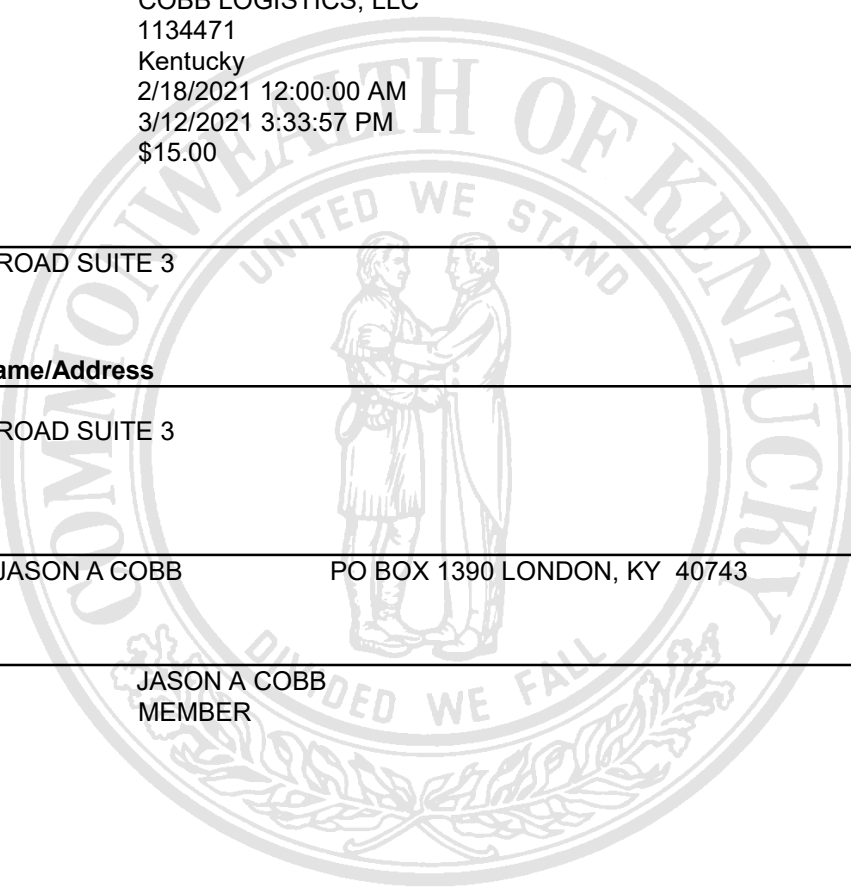 COBB LOGISTICS, LLC
1134471
Kentucky
2/18/2021 12:00:00 AM
3/12/2021 3:33:57 PM
$15.00
ROAD SUITE 3
ame/Address
ROAD SUITE 3
JASON A COBB PO BOX 1390 LONDON, KY 40743
JASON A COBB
MEMBER
COMMONWEALTH OF KENTUCKY
UNITED WE STAND
DIVIDED WE FALL